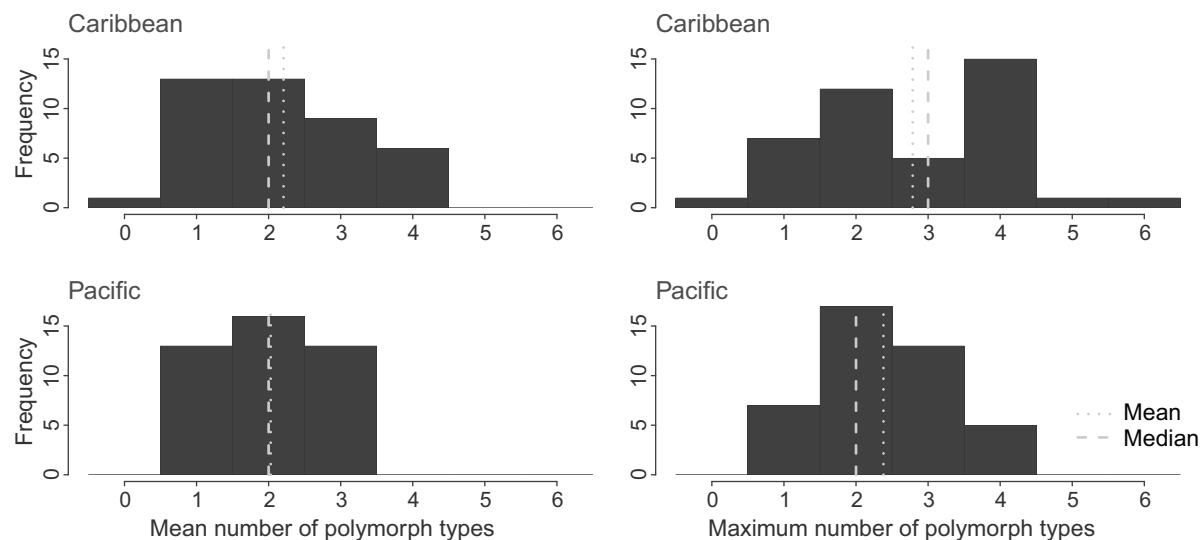 Caribbean
Frequency
0 5 10 15
0 1 2 3 4 5 6
Caribbean
Frequency
0 5 10 15
0 1 2 3 4 5 6
Pacific
Frequency
0 5 10 15
0 1 2 3 4 5 6
Mean number of polymorph types
Pacific
Frequency
0 5 10 15
0 1 2 3 4 5 6
Maximum number of polymorph types
Mean
Median